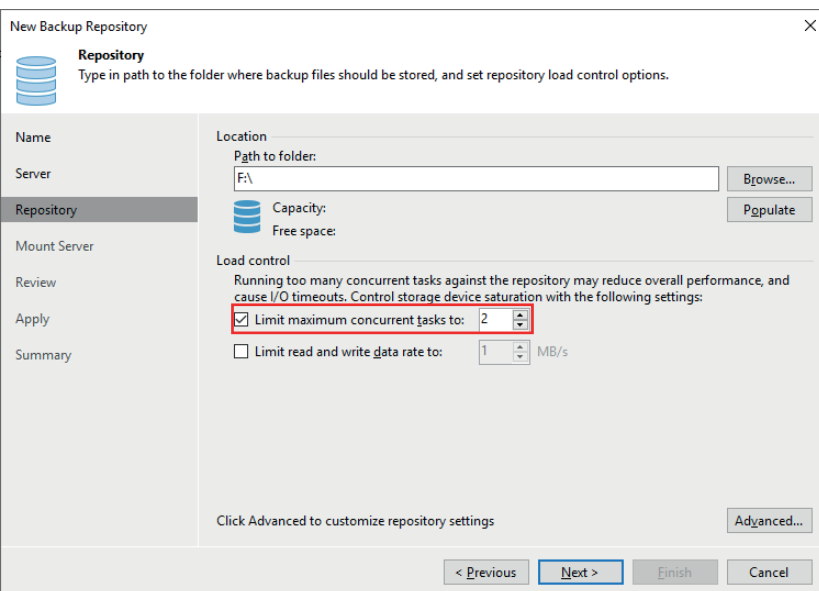 New Backup Repository
Repository
Type in path to the folder where backup files should be stored, and set repository load control options.
Name
Server
Repository
Mount Server
Review
Apply
Summary
Location
Path to folder:
F:\
Browse...
Capacity:
Free space:
Populate
Load control
Running too many concurrent tasks against the repository may reduce overall performance, and
cause I/O timeouts. Control storage device saturation with the following settings:
Limit maximum concurrent tasks to: 2
Limit read and write data rate to: 1 MB/s
Click Advanced to customize repository settings
Advanced...
< Previous
Next >
Finish
Cancel